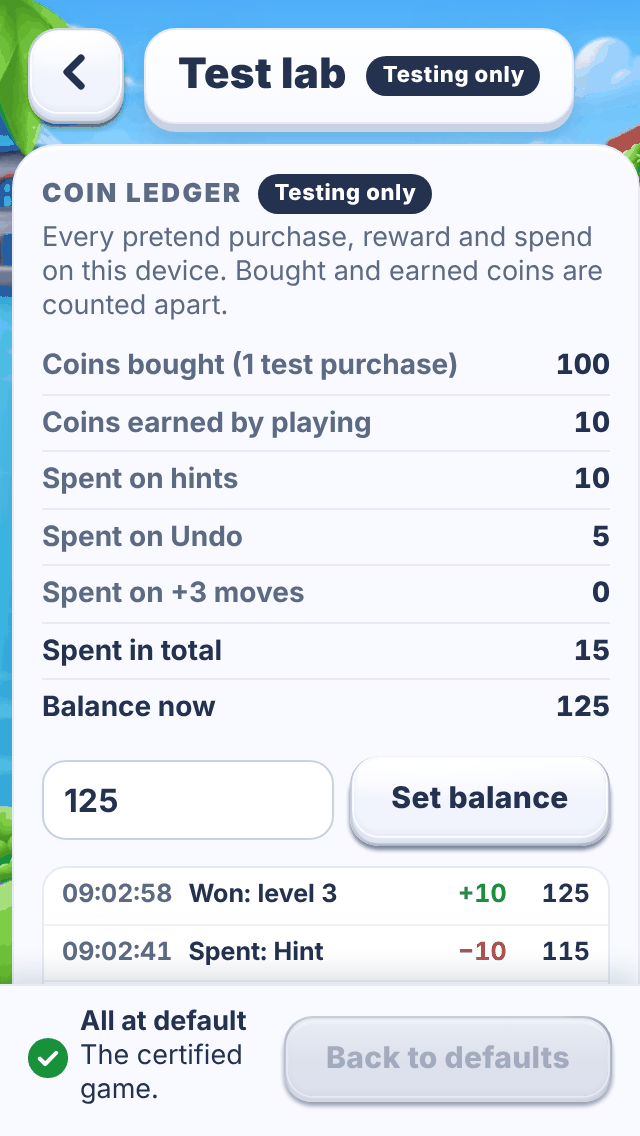 Test lab Testing only
COIN LEDGER Testing only
Every pretend purchase, reward and spend
on this device. Bought and earned coins are
counted apart.
Coins bought (1 test purchase) 100
Coins earned by playing 10
Spent on hints 10
Spent on Undo 5
Spent on +3 moves 0
Spent in total 15
Balance now 125
125 Set balance
09:02:58 Won: level 3 +10 125
09:02:41 Spent: Hint −10 115
All at default
The certified
game.
Back to defaults